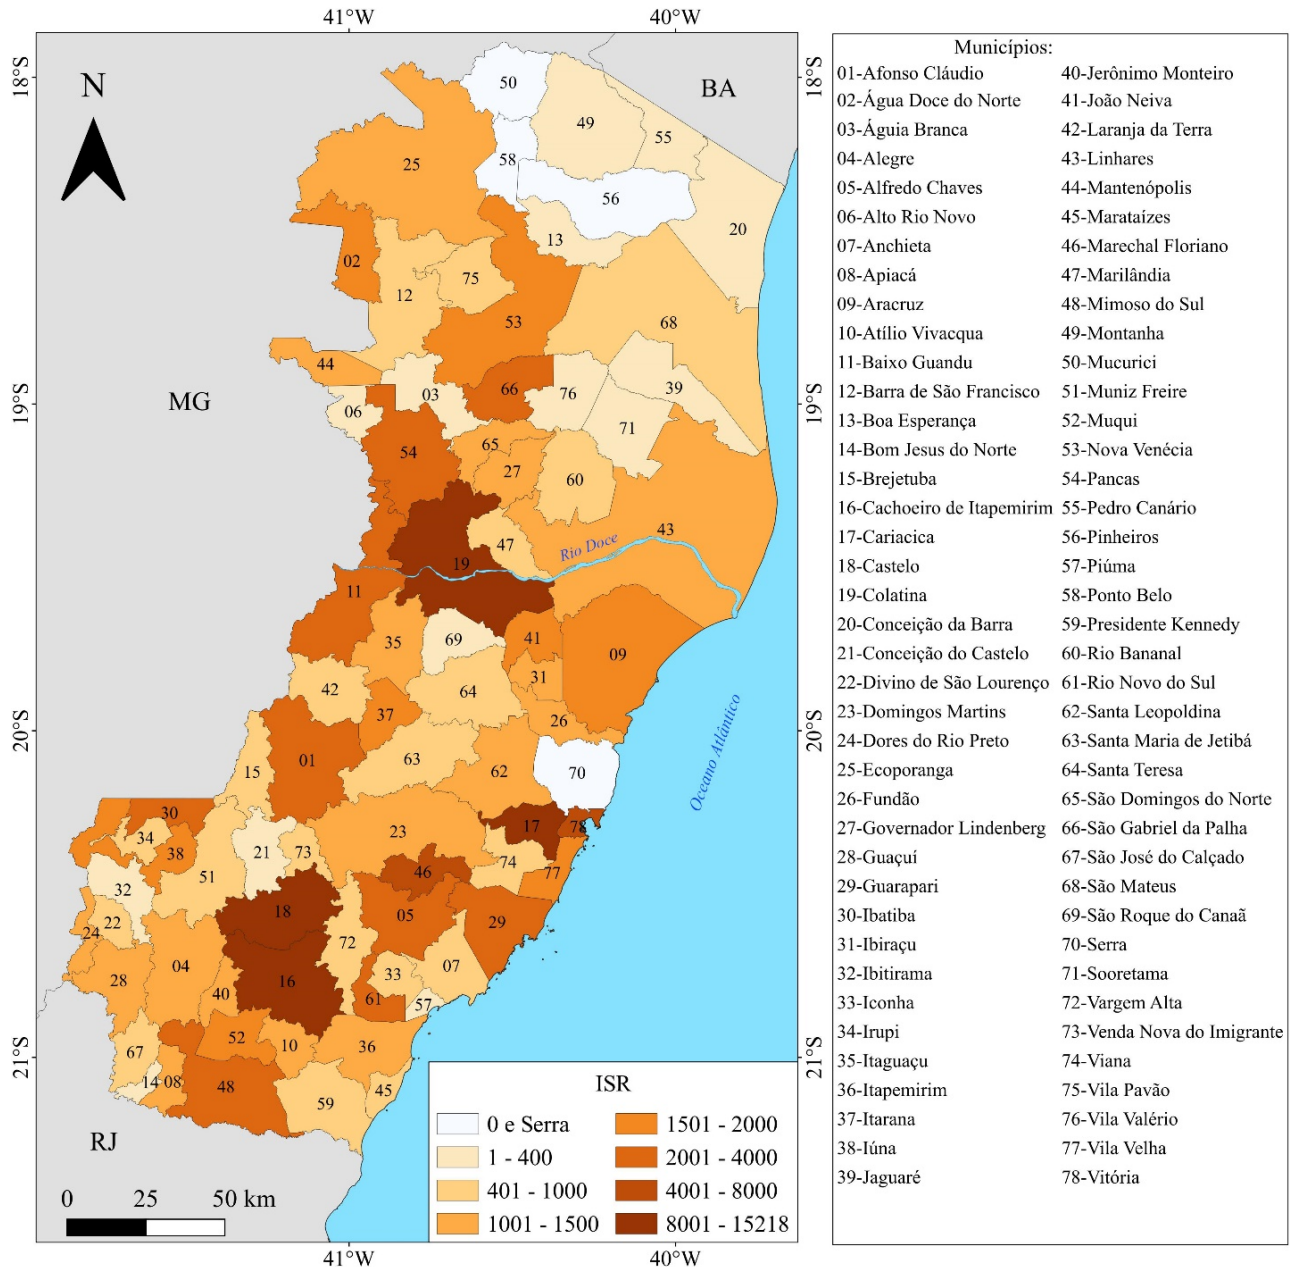 41°W 40°W
18°S 18°S
19°S 19°S
20°S 20°S
21°S 21°S
41°W 40°W
N
BA
MG
RJ
50
49
55
58
25
56
20
13
02
75
12
53
68
44
66
03
76
39
06
71
65
54
27
60
43
47
Rio Doce
19
11
35
69
41
09
31
42
64
37
26
01
63
15
62
70
Oceano Atlântico
30
34
38
23
17
78
21
73
74
51
46
77
32
18
05
29
22
24
72
04
07
33
28
16
40
61
57
52
10
36
67
14
08
48
59
45
ISR
0 e Serra
1 - 400
401 - 1000
1001 - 1500
1501 - 2000
2001 - 4000
4001 - 8000
8001 - 15218
0 25 50 km
Municípios:
01-Afonso Cláudio
02-Água Doce do Norte
03-Águia Branca
04-Alegre
05-Alfredo Chaves
06-Alto Rio Novo
07-Anchieta
08-Apiacá
09-Aracruz
10-Atílio Vivacqua
11-Baixo Guandu
12-Barra de São Francisco
13-Boa Esperança
14-Bom Jesus do Norte
15-Brejetuba
16-Cachoeiro de Itapemirim
17-Cariacica
18-Castelo
19-Colatina
20-Conceição da Barra
21-Conceição do Castelo
22-Divino de São Lourenço
23-Domingos Martins
24-Dores do Rio Preto
25-Ecoporanga
26-Fundão
27-Governador Lindenberg
28-Guaçuí
29-Guarapari
30-Ibatiba
31-Ibiraçu
32-Ibitirama
33-Iconha
34-Irupi
35-Itaguaçu
36-Itapemirim
37-Itarana
38-Iúna
39-Jaguaré
40-Jerônimo Monteiro
41-João Neiva
42-Laranja da Terra
43-Linhares
44-Mantenópolis
45-Marataízes
46-Marechal Floriano
47-Marilândia
48-Mimoso do Sul
49-Montanha
50-Mucurici
51-Muniz Freire
52-Muqui
53-Nova Venécia
54-Pancas
55-Pedro Canário
56-Pinheiros
57-Piúma
58-Ponto Belo
59-Presidente Kennedy
60-Rio Bananal
61-Rio Novo do Sul
62-Santa Leopoldina
63-Santa Maria de Jetibá
64-Santa Teresa
65-São Domingos do Norte
66-São Gabriel da Palha
67-São José do Calçado
68-São Mateus
69-São Roque do Canaã
70-Serra
71-Sooretama
72-Vargem Alta
73-Venda Nova do Imigrante
74-Viana
75-Vila Pavão
76-Vila Valério
77-Vila Velha
78-Vitória